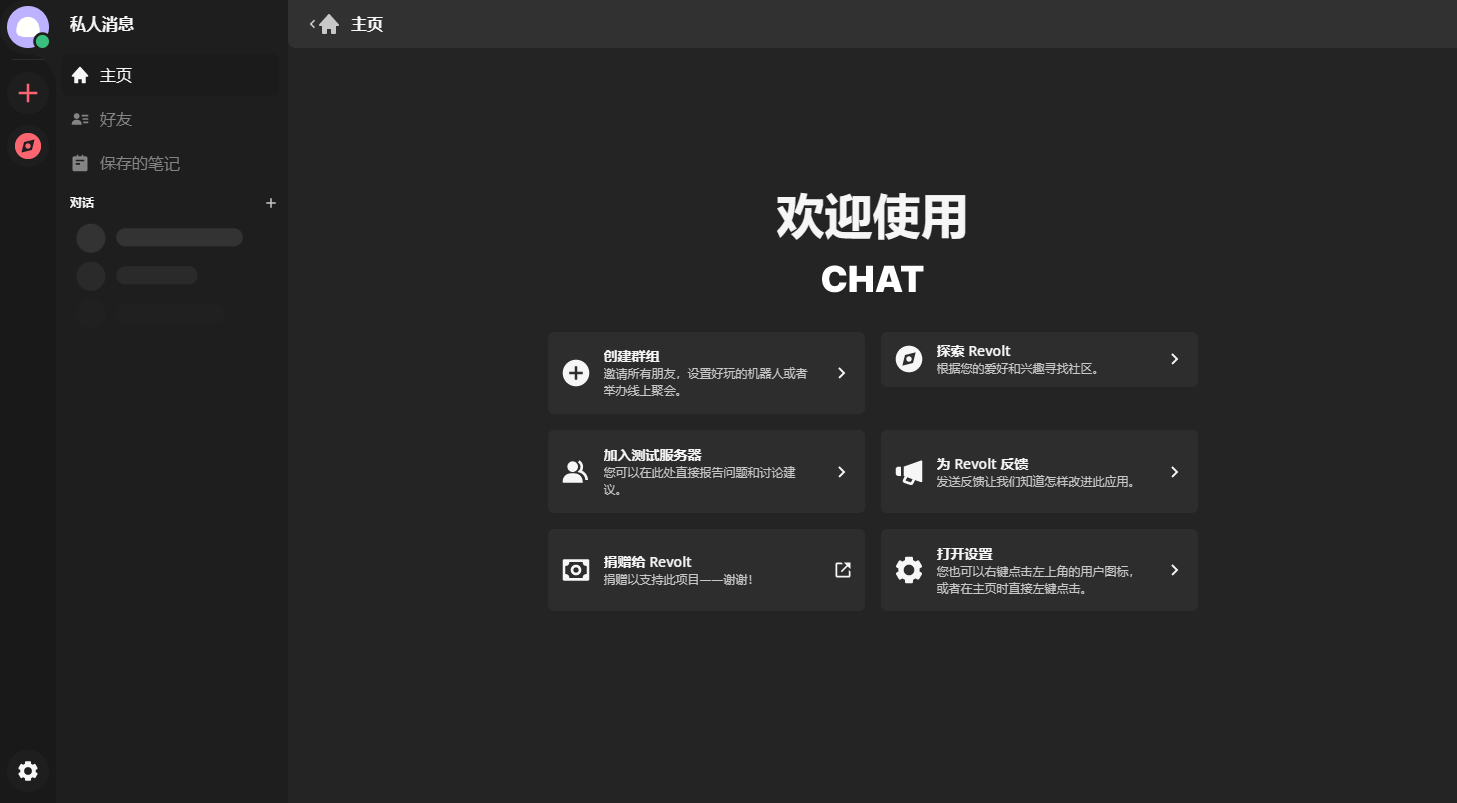 私人消息
主页
好友
保存的笔记
对话
主页
欢迎使用
CHAT
创建群组
邀请所有朋友，设置好玩的机器人或者
举办线上聚会。
探索 Revolt
根据您的爱好和兴趣寻找社区。
加入测试服务器
您可以在此处直接报告问题和讨论建
议。
为 Revolt 反馈
发送反馈让我们知道怎样改进此应用。
捐赠给 Revolt
捐赠以支持此项目——谢谢！
打开设置
您也可以右键点击左上角的用户图标，
或者在主页时直接左键点击。